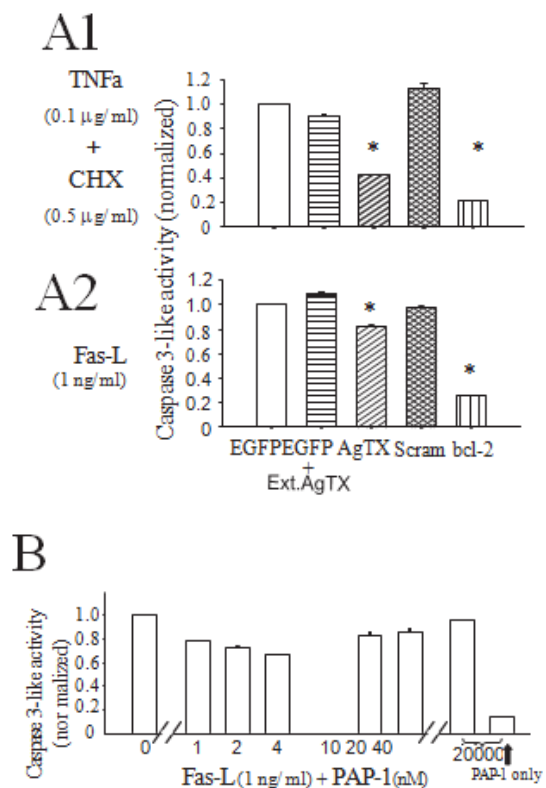 A1
TNFa
(0.1 μg/ml)
+
CHX
(0.5 μg/ml)
Caspase 3-like activity (normalized)
1.2
1.0
0.8
0.6
0.4
0.2
0
*
*
A2
Fas-L
(1 ng/ml)
1.2
1.0
0.8
0.6
0.4
0.2
0
*
*
EGFPEGFP AgTX Scram bcl-2
+
Ext.AgTX
B
Caspase 3-like activity
(nor malized)
1.0
0.8
0.6
0.4
0.2
0
0 // 1 2 4 10 20 40 // 20000
PAP-1 only
Fas-L (1 ng/ml) + PAP-1(nM)